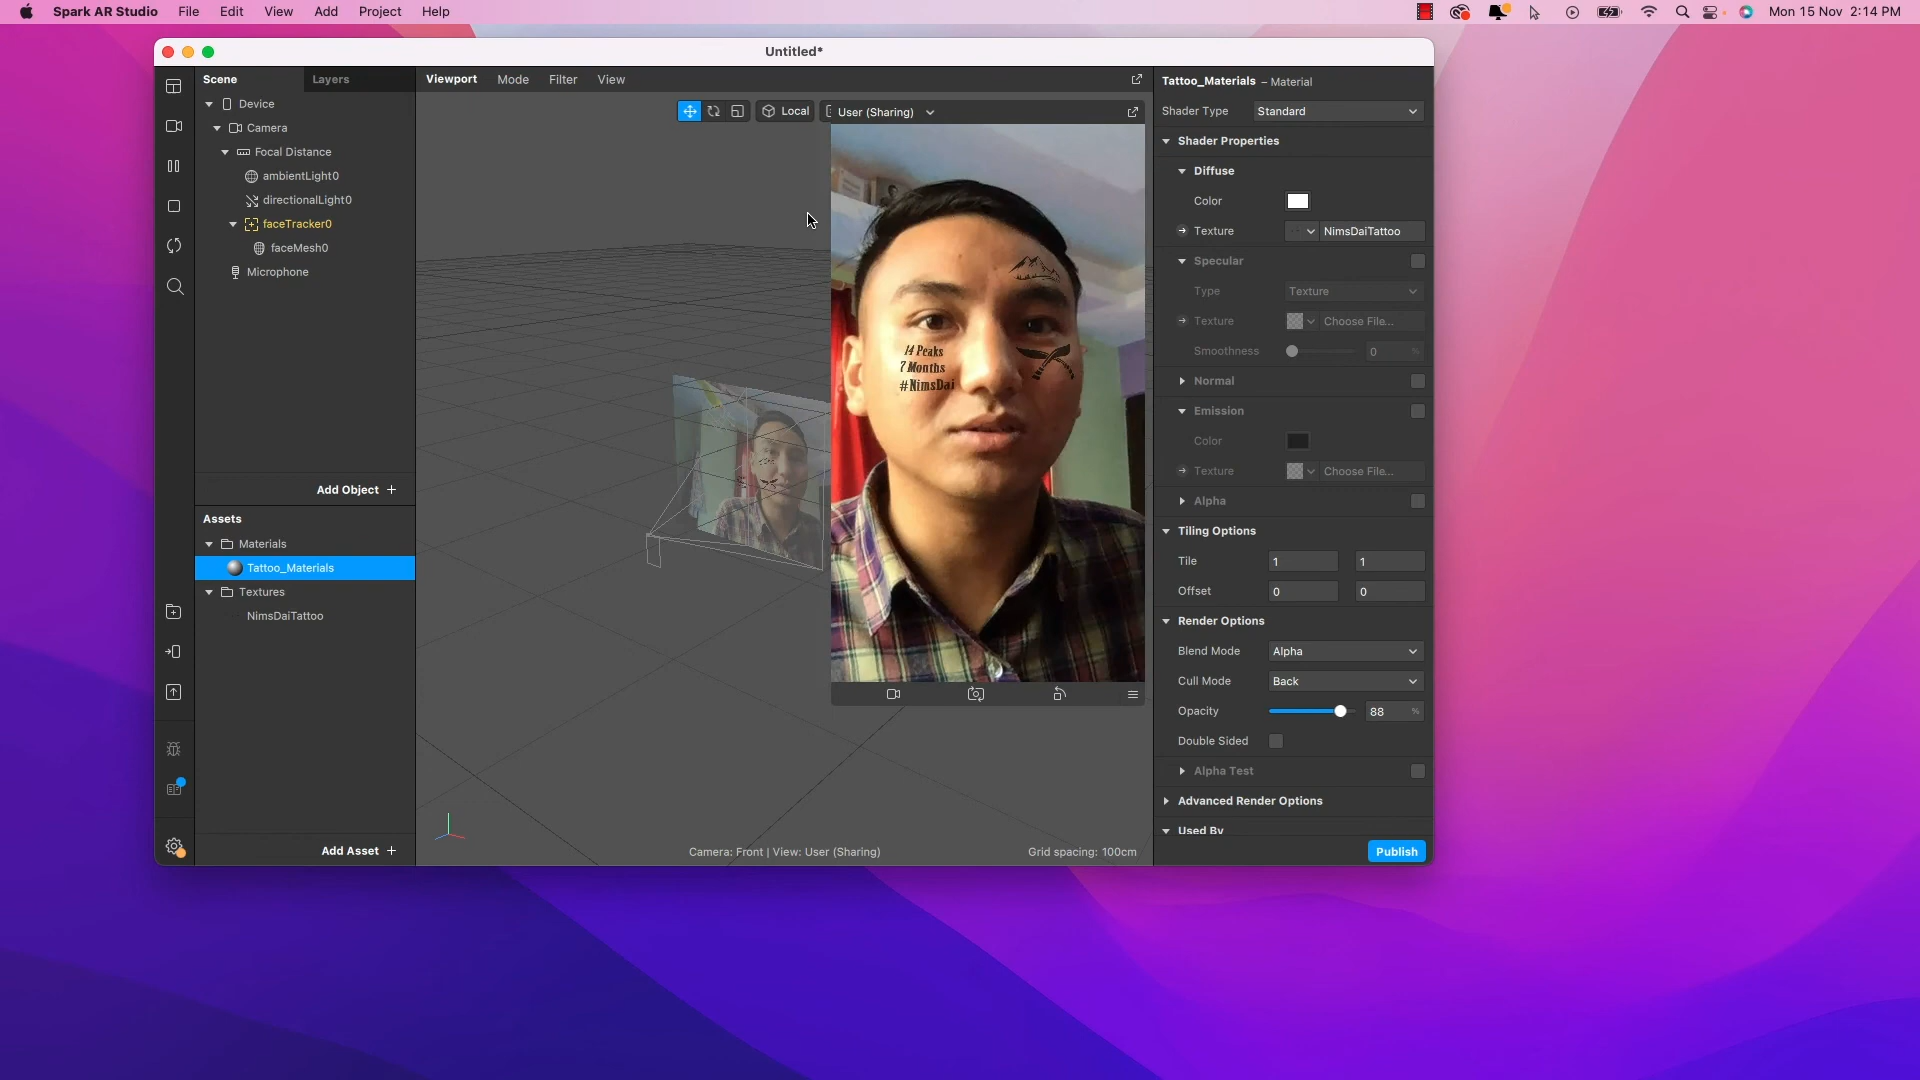 Spark AR Studio File Edit View Add Project Help Mon 15 Nov 2:14 PM
Untitled*
Scene Layers
Device
Camera
Focal Distance
ambientLight0
directionalLight0
faceTracker0
faceMesh0
Microphone
Add Object +
Assets
Materials
Tattoo_Materials
Textures
NimsDaiTattoo
Add Asset +
Viewport Mode Filter View
Local
User (Sharing)
14 Peaks
7 Months
#NimsDai
Camera: Front | View: User (Sharing) Grid spacing: 100cm
Tattoo_Materials – Material
Shader Type Standard
Shader Properties
Diffuse
Color
Texture NimsDaiTattoo
Specular
Type Texture
Texture Choose File...
Smoothness 0 %
Normal
Emission
Color
Texture Choose File...
Alpha
Tiling Options
Tile 1 1
Offset 0 0
Render Options
Blend Mode Alpha
Cull Mode Back
Opacity 88 %
Double Sided
Alpha Test
Advanced Render Options
Used By
Publish